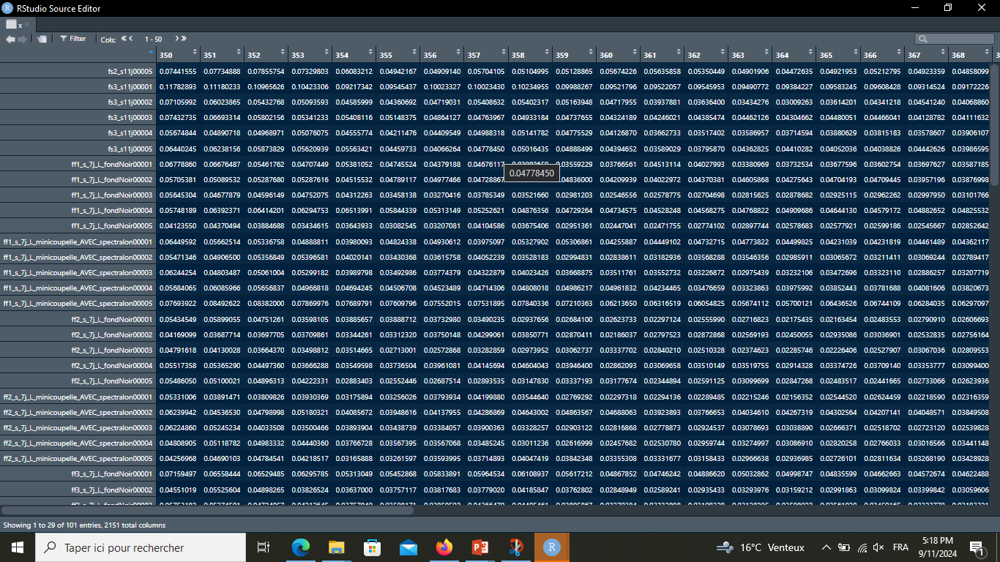 RStudio Source Editor
x
Filter Cols: 1 - 50
350 351 352 353 354 355 356 357 358 359 360 361 362 363 364 365 366 367 368 3
fs2_s11j00005 0.07441555 0.07734888 0.07855754 0.07329803 0.06083212 0.04942167 0.04909140 0.05704105 0.05104995 0.05128865 0.05674226 0.05635858 0.05350449 0.04901906 0.04472635 0.04921953 0.05212795 0.04923359 0.04858099
fs3_s11j00001 0.11782893 0.11180233 0.10965626 0.10423306 0.09217342 0.09545437 0.10023327 0.10023430 0.10234955 0.09988267 0.09521796 0.09522057 0.09545953 0.09490772 0.09384227 0.09583245 0.09608428 0.09314524 0.09172226
fs3_s11j00002 0.07105992 0.06023865 0.05432768 0.05093593 0.04585999 0.04360692 0.04719031 0.05408632 0.05402317 0.05163948 0.04717955 0.03937881 0.03636400 0.03434276 0.03009263 0.03614201 0.04341218 0.04541240 0.04068860
fs3_s11j00003 0.07432735 0.06693314 0.05802156 0.05341233 0.05408116 0.05148375 0.04864127 0.04763967 0.04933184 0.04737655 0.04324189 0.04246021 0.04385474 0.04462126 0.04304662 0.04480051 0.04466041 0.04128782 0.04111632
fs3_s11j00004 0.05674844 0.04890718 0.04968971 0.05076075 0.04555774 0.04211476 0.04409549 0.04988318 0.05141782 0.04775529 0.04126870 0.03662733 0.03517402 0.03586957 0.03714594 0.03880629 0.03815183 0.03578607 0.03906107
fs3_s11j00005 0.06440245 0.06238156 0.05873829 0.05620939 0.05563421 0.04459733 0.04066264 0.04778450 0.05016435 0.04888499 0.04394652 0.03589029 0.03795870 0.04362825 0.04410282 0.04052036 0.04038826 0.04442626 0.03986595
ff1_s_7j_L_fondNoir00001 0.06778860 0.06676487 0.05461762 0.04707449 0.05381052 0.04745524 0.04379188 0.04676117 0.03559229 0.03766561 0.04513114 0.04027993 0.03380969 0.03732534 0.03677596 0.03602754 0.03697627 0.03587185
0.04778450
ff1_s_7j_L_fondNoir00002 0.05705381 0.05089532 0.05287680 0.05287616 0.04515532 0.04789117 0.04977466 0.04728867 0.04836000 0.04209939 0.04022972 0.04370381 0.04605868 0.04275643 0.04704193 0.04709445 0.03957196 0.03876998
ff1_s_7j_L_fondNoir00003 0.05645304 0.04677879 0.04596149 0.04752075 0.04312263 0.03458138 0.03270416 0.03785349 0.03521660 0.02981203 0.02546556 0.02578775 0.02704698 0.02815625 0.02878682 0.02925115 0.02962262 0.02997950 0.03101766
ff1_s_7j_L_fondNoir00004 0.05748189 0.06392371 0.06414201 0.06294753 0.06513991 0.05844339 0.05313149 0.05252621 0.04876356 0.04729264 0.04734575 0.04528248 0.04568275 0.04768822 0.04909686 0.04644130 0.04579172 0.04882652 0.04825532
ff1_s_7j_L_fondNoir00005 0.04123550 0.04370494 0.03884688 0.03434615 0.03643933 0.03082545 0.03207081 0.04104586 0.03675406 0.02951361 0.02447041 0.02471755 0.02774102 0.02897744 0.02578683 0.02577921 0.02599186 0.02545667 0.02852642
ff1_s_7j_L_minicoupelle_AVEC_spectralon00001 0.06449592 0.05662514 0.05336758 0.04888811 0.03980093 0.04824338 0.04930612 0.03975097 0.05327902 0.05306861 0.04255887 0.04449102 0.04732715 0.04773822 0.04499825 0.04231039 0.04231819 0.04461489 0.04362117
ff1_s_7j_L_minicoupelle_AVEC_spectralon00002 0.05471346 0.04906500 0.05356849 0.05396581 0.04020141 0.03430368 0.03615758 0.04052239 0.03528183 0.02994831 0.02838611 0.03182936 0.03568288 0.03546356 0.02985911 0.03065672 0.03211411 0.03069244 0.02789417
ff1_s_7j_L_minicoupelle_AVEC_spectralon00003 0.06244254 0.04803487 0.05061004 0.05299182 0.03989798 0.03492986 0.03774379 0.04322879 0.04023426 0.03668875 0.03511761 0.03552732 0.03226872 0.02975439 0.03232106 0.03472696 0.03323110 0.02886257 0.03207719
ff1_s_7j_L_minicoupelle_AVEC_spectralon00004 0.05684065 0.06085966 0.05656837 0.04966818 0.04694245 0.04506708 0.04523489 0.04714306 0.04808018 0.04986217 0.04961832 0.04234465 0.03476659 0.03323863 0.03975992 0.03852443 0.03781688 0.04081606 0.03820673
ff1_s_7j_L_minicoupelle_AVEC_spectralon00005 0.07693922 0.08492622 0.08382000 0.07869976 0.07689791 0.07609796 0.07552015 0.07531895 0.07840336 0.07210363 0.06213650 0.06316519 0.06054825 0.05674112 0.05700121 0.06436526 0.06744109 0.06284035 0.06297097
ff2_s_7j_L_fondNoir00001 0.05434549 0.05899055 0.04751261 0.03598105 0.03885657 0.03888712 0.03732980 0.03490235 0.02937656 0.02684100 0.02623733 0.02297124 0.02555990 0.02716823 0.02175435 0.02163454 0.02483553 0.02790910 0.02606693
ff2_s_7j_L_fondNoir00002 0.04169099 0.03687714 0.03697705 0.03709861 0.03344261 0.03312320 0.03750148 0.04299061 0.03850771 0.02870411 0.02186037 0.02797523 0.02872868 0.02569193 0.02450055 0.02935086 0.03036901 0.02532835 0.02756164
ff2_s_7j_L_fondNoir00003 0.04791618 0.04130028 0.03664370 0.03498812 0.03514665 0.02713001 0.02572868 0.03282859 0.02973952 0.03062737 0.03337702 0.02840210 0.02510328 0.02374623 0.02285746 0.02226406 0.02527907 0.03067036 0.02809553
ff2_s_7j_L_fondNoir00004 0.05517358 0.05365290 0.04497360 0.03666288 0.03549598 0.03736504 0.03961081 0.04145694 0.04604043 0.03946400 0.02862093 0.03069658 0.03510149 0.03519755 0.02914328 0.03374726 0.03709140 0.03353777 0.03099400
ff2_s_7j_L_fondNoir00005 0.05486050 0.05100021 0.04896313 0.04222331 0.02883403 0.02552446 0.02687514 0.02893535 0.03147830 0.03337193 0.03177674 0.02344894 0.02591125 0.03099699 0.02847268 0.02483517 0.02441665 0.02733066 0.02623936
ff2_s_7j_L_minicoupelle_AVEC_spectralon00001 0.05331006 0.03891471 0.03809826 0.03930369 0.03175894 0.03256026 0.03793934 0.04199880 0.03544640 0.02769292 0.02297318 0.02294136 0.02289485 0.02215246 0.02156352 0.02544520 0.02624459 0.02218590 0.02316359
ff2_s_7j_L_minicoupelle_AVEC_spectralon00002 0.06239942 0.04536530 0.04798998 0.05180321 0.04085672 0.03948616 0.04137955 0.04286869 0.04643002 0.04863567 0.04688063 0.03923893 0.03766653 0.04034610 0.04267319 0.04302564 0.04207141 0.04048571 0.03849508
ff2_s_7j_L_minicoupelle_AVEC_spectralon00003 0.06224860 0.05245234 0.04033508 0.03500466 0.03893904 0.03438739 0.03384057 0.03900363 0.03328257 0.02903122 0.02816868 0.02778873 0.02924537 0.03078693 0.03038890 0.02666371 0.02518702 0.02723120 0.02539828
ff2_s_7j_L_minicoupelle_AVEC_spectralon00004 0.04808905 0.05118782 0.04983332 0.04440360 0.03766728 0.03567395 0.03567068 0.03485245 0.03011236 0.02616999 0.02457682 0.02530780 0.02959744 0.03274997 0.03086910 0.02820258 0.02766033 0.03016566 0.03441148
ff2_s_7j_L_minicoupelle_AVEC_spectralon00005 0.04256968 0.04690103 0.04784541 0.04218517 0.03165888 0.03261597 0.03593995 0.03714893 0.04047419 0.03842348 0.03355308 0.03331677 0.03158433 0.02966638 0.02936985 0.02726101 0.02811634 0.03268190 0.03428928
ff3_s_7j_L_fondNoir00001 0.07159497 0.06558444 0.06529485 0.06295785 0.05313049 0.05452868 0.05833891 0.05964534 0.06108937 0.05617212 0.04867852 0.04746242 0.04886620 0.05032862 0.04998747 0.04835599 0.04662663 0.04572674 0.04622488
ff3_s_7j_L_fondNoir00002 0.04551019 0.05525604 0.04898265 0.03826524 0.03637000 0.03757117 0.03817683 0.03779020 0.04185847 0.03762802 0.02848949 0.02589241 0.02935433 0.03293976 0.03159212 0.02991863 0.03099824 0.03399842 0.03059606
Showing 1 to 29 of 101 entries, 2151 total columns
Taper ici pour rechercher
16°C Venteux
FRA
5:18 PM
9/11/2024
1